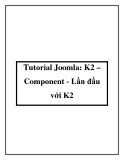 Tutorial Joomla: K2 –
Component - Lần đầu
với K2